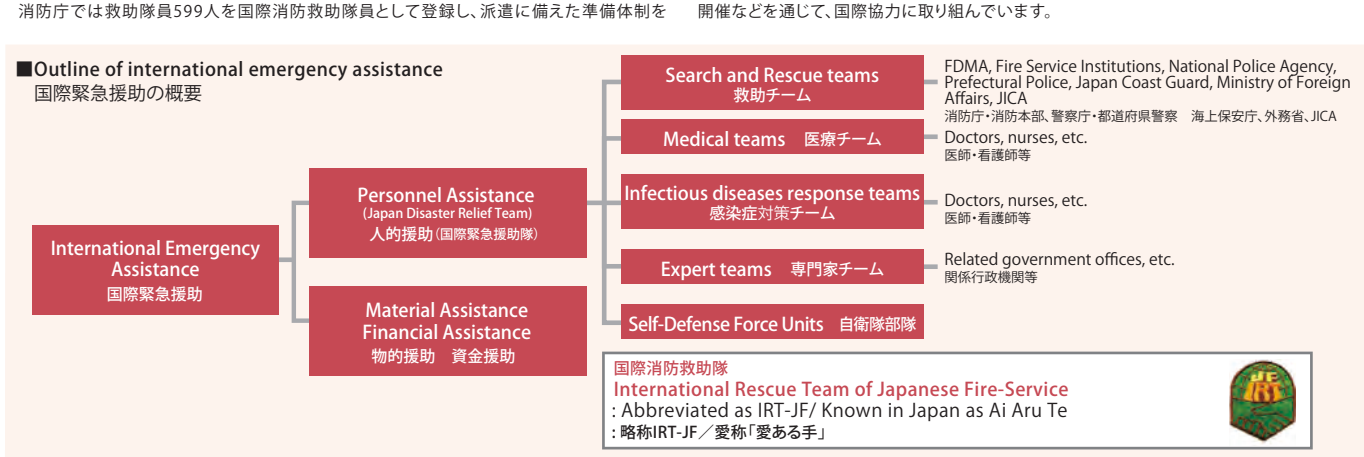 消防庁では救助隊員599人を国際消防救助隊員として登録し、派遣に備えた準備体制を
開催などを通じて、国際協力に取り組んでいます。
■Outline of international emergency assistance
国際緊急援助の概要
International Emergency
Assistance
国際緊急援助
Personnel Assistance
(Japan Disaster Relief Team)
人的援助(国際緊急援助隊)
Material Assistance
Financial Assistance
物的援助　資金援助
Search and Rescue teams
救助チーム
FDMA, Fire Service Institutions, National Police Agency,
Prefectural Police, Japan Coast Guard, Ministry of Foreign
Affairs, JICA
消防庁・消防本部、警察庁・都道府県警察　海上保安庁、外務省、JICA
Medical teams　医療チーム
Doctors, nurses, etc.
医師・看護師等
Infectious diseases response teams
感染症対策チーム
Doctors, nurses, etc.
医師・看護師等
Expert teams　専門家チーム
Related government offices, etc.
関係行政機関等
Self-Defense Force Units　自衛隊部隊
国際消防救助隊
International Rescue Team of Japanese Fire-Service
: Abbreviated as IRT-JF/ Known in Japan as Ai Aru Te
: 略称IRT-JF／愛称「愛ある手」
JF
IRT